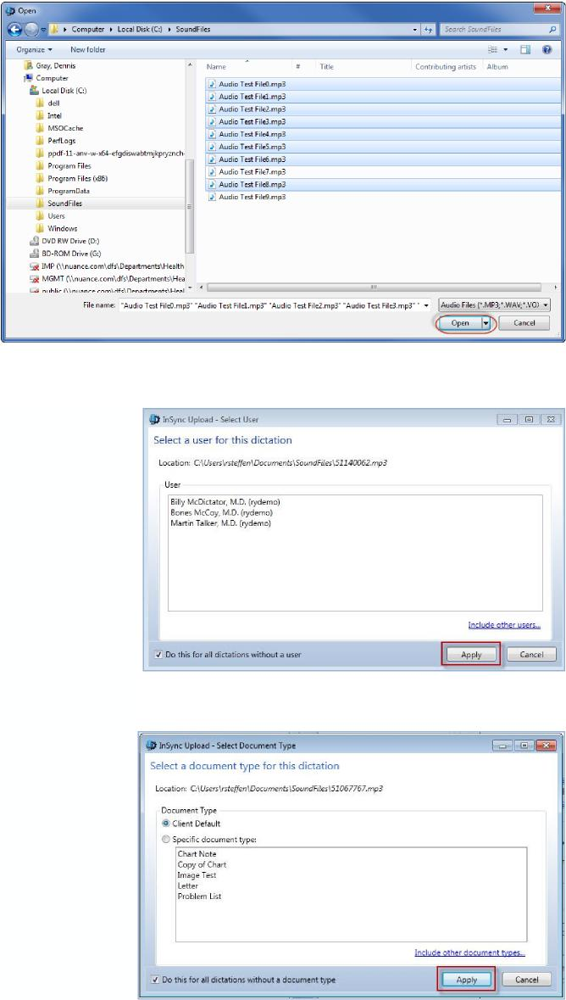 Open
Computer ▸ Local Disk (C:) ▸ SoundFiles
Search SoundFiles
Organize
New folder
Gray, Dennis
Computer
Local Disk (C:)
dell
Intel
MSOCache
PerfLogs
ppdf-11-anv-w-x64-efgdiswabtmjkpryznch-
Program Files
Program Files (x86)
ProgramData
SoundFiles
Users
Windows
DVD RW Drive (D:)
BD-ROM Drive (G:)
IMP (\\nuance.com\dfs\Departments\Health
MGMT (\\nuance.com\dfs\Departments\Hea
public (\\nuance.com\dfs\Departments\Heal
Name # Title Contributing artists Album
Audio Test File0.mp3
Audio Test File1.mp3
Audio Test File2.mp3
Audio Test File3.mp3
Audio Test File4.mp3
Audio Test File5.mp3
Audio Test File6.mp3
Audio Test File7.mp3
Audio Test File8.mp3
Audio Test File9.mp3
File name: "Audio Test File0.mp3" "Audio Test File1.mp3" "Audio Test File2.mp3" "Audio Test File3.mp3" "
Audio Files (*.MP3;*.WAV;*.VO)
Open Cancel
InSync Upload - Select User
Select a user for this dictation
Location: C:\Users\rsteffen\Documents\SoundFiles\51140062.mp3
User
Billy McDictator, M.D. (rydemo)
Bones McCoy, M.D. (rydemo)
Martin Talker, M.D. (rydemo)
Include other users...
Do this for all dictations without a user
Apply Cancel
InSync Upload - Select Document Type
Select a document type for this dictation
Location: C:\Users\rsteffen\Documents\SoundFiles\51067767.mp3
Document Type
Client Default
Specific document type:
Chart Note
Copy of Chart
Image Test
Letter
Problem List
Include other document types...
Do this for all dictations without a document type
Apply Cancel